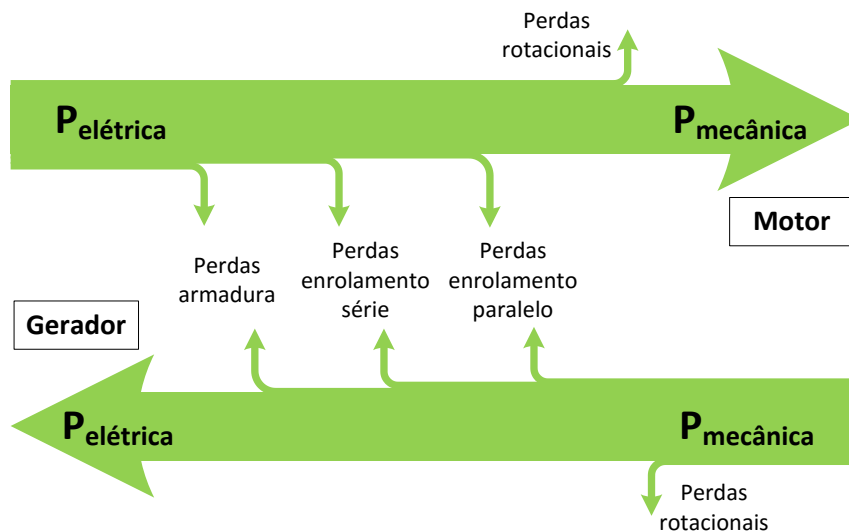 Perdas
rotacionais
Pelétrica
Pmecânica
Motor
Perdas
armadura
Perdas
enrolamento
série
Perdas
enrolamento
paralelo
Gerador
Pelétrica
Pmecânica
Perdas
rotacionais